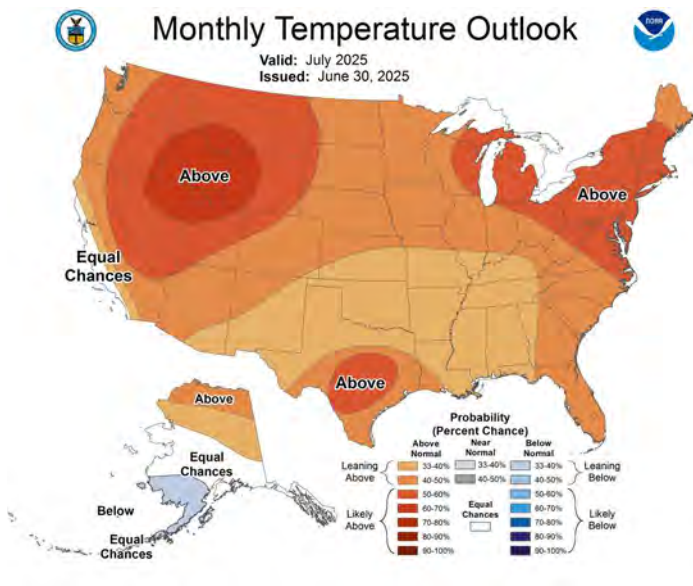 Monthly Temperature Outlook
NOAA
Valid: July 2025
Issued: June 30, 2025
Above
Above
Equal
Chances
Above
Above
Equal
Chances
Below
Equal
Chances
Probability
(Percent Chance)
Above Normal
Near Normal
Below Normal
Leaning Above
33-40%
33-40%
33-40%
Leaning Below
40-50%
40-50%
40-50%
Likely Above
50-60%
Equal Chances
50-60%
Likely Below
60-70%
60-70%
70-80%
70-80%
80-90%
80-90%
90-100%
90-100%